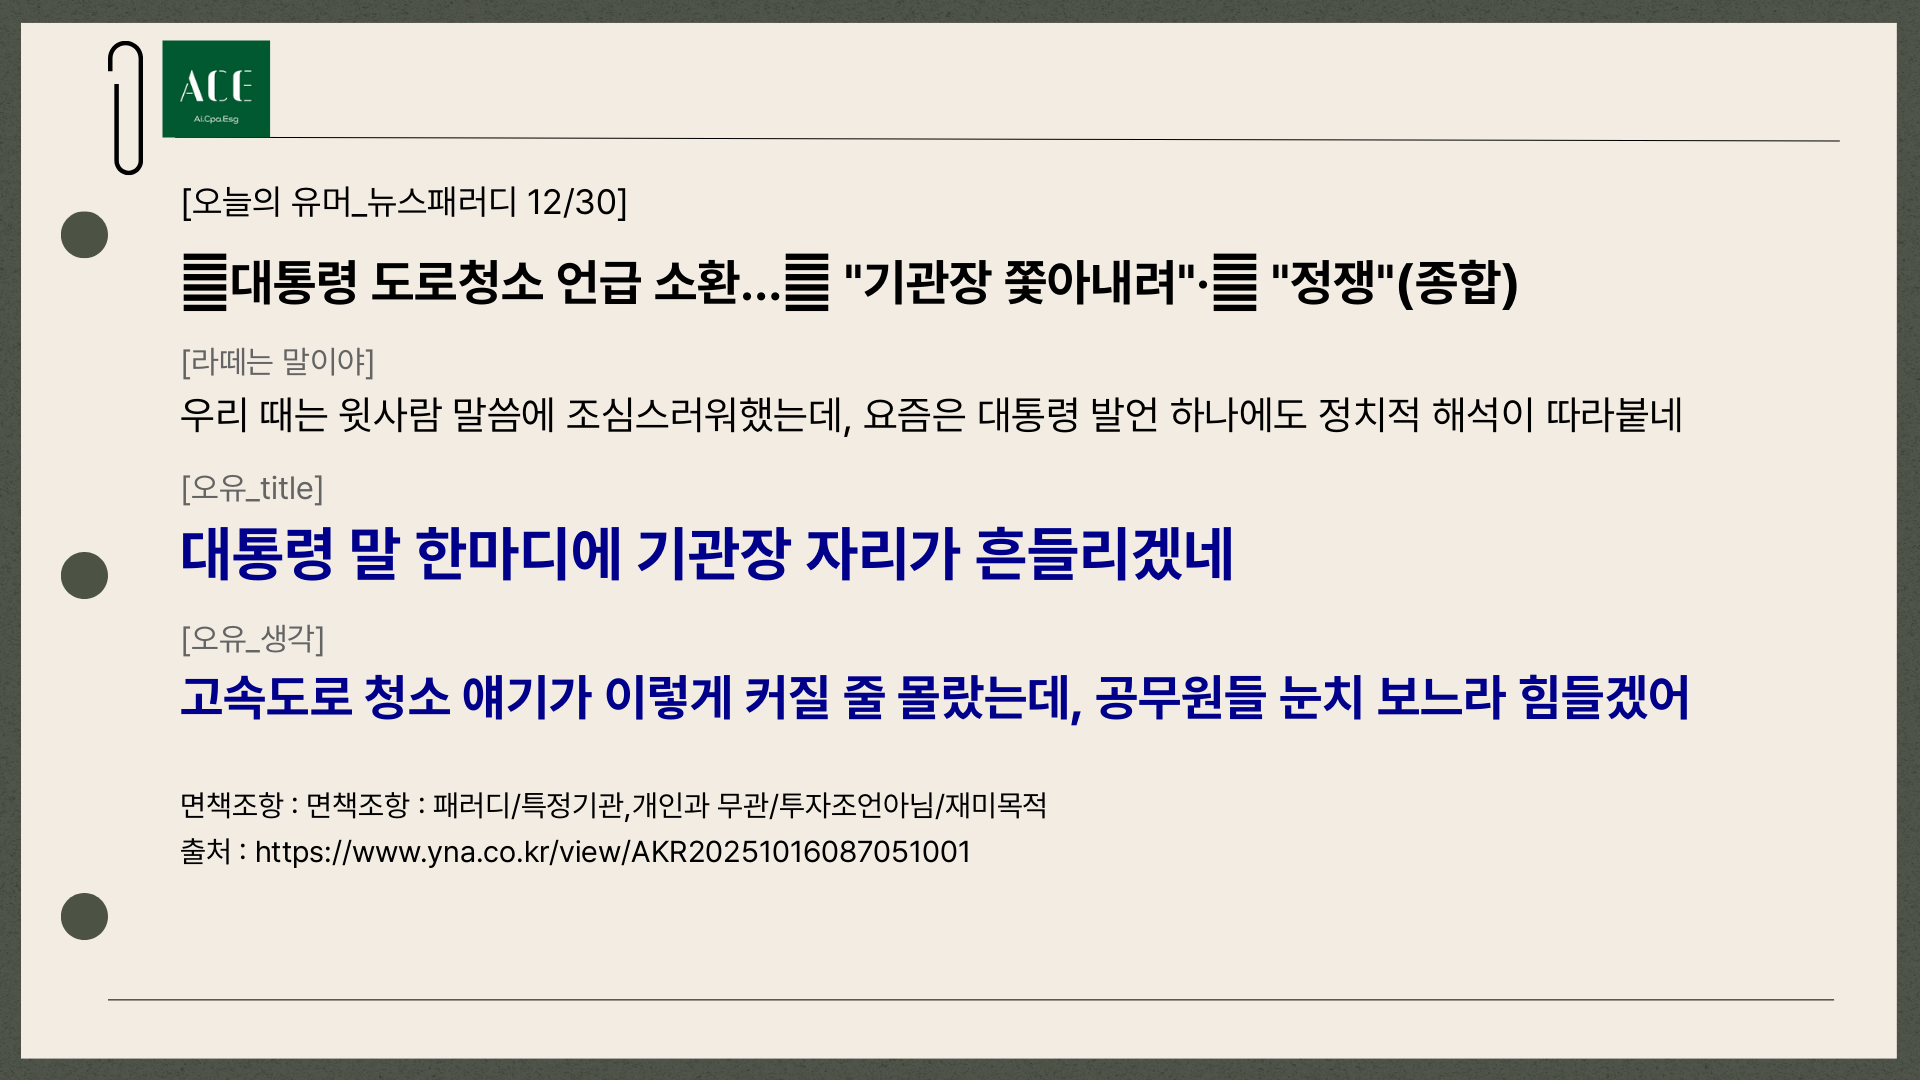 ACE
Ai.Cpa.Esg
[오늘의 유머_뉴스패러디 12/30]
䷁대통령 도로청소 언급 소환…䷁ "기관장 쫓아내려"·䷁ "정쟁"(종합)
[라떼는 말이야]
우리 때는 윗사람 말씀에 조심스러워했는데, 요즘은 대통령 발언 하나에도 정치적 해석이 따라붙네
[오유_title]
대통령 말 한마디에 기관장 자리가 흔들리겠네
[오유_생각]
고속도로 청소 얘기가 이렇게 커질 줄 몰랐는데, 공무원들 눈치 보느라 힘들겠어
면책조항 : 면책조항 : 패러디/특정기관,개인과 무관/투자조언아님/재미목적
출처 : https://www.yna.co.kr/view/AKR20251016087051001